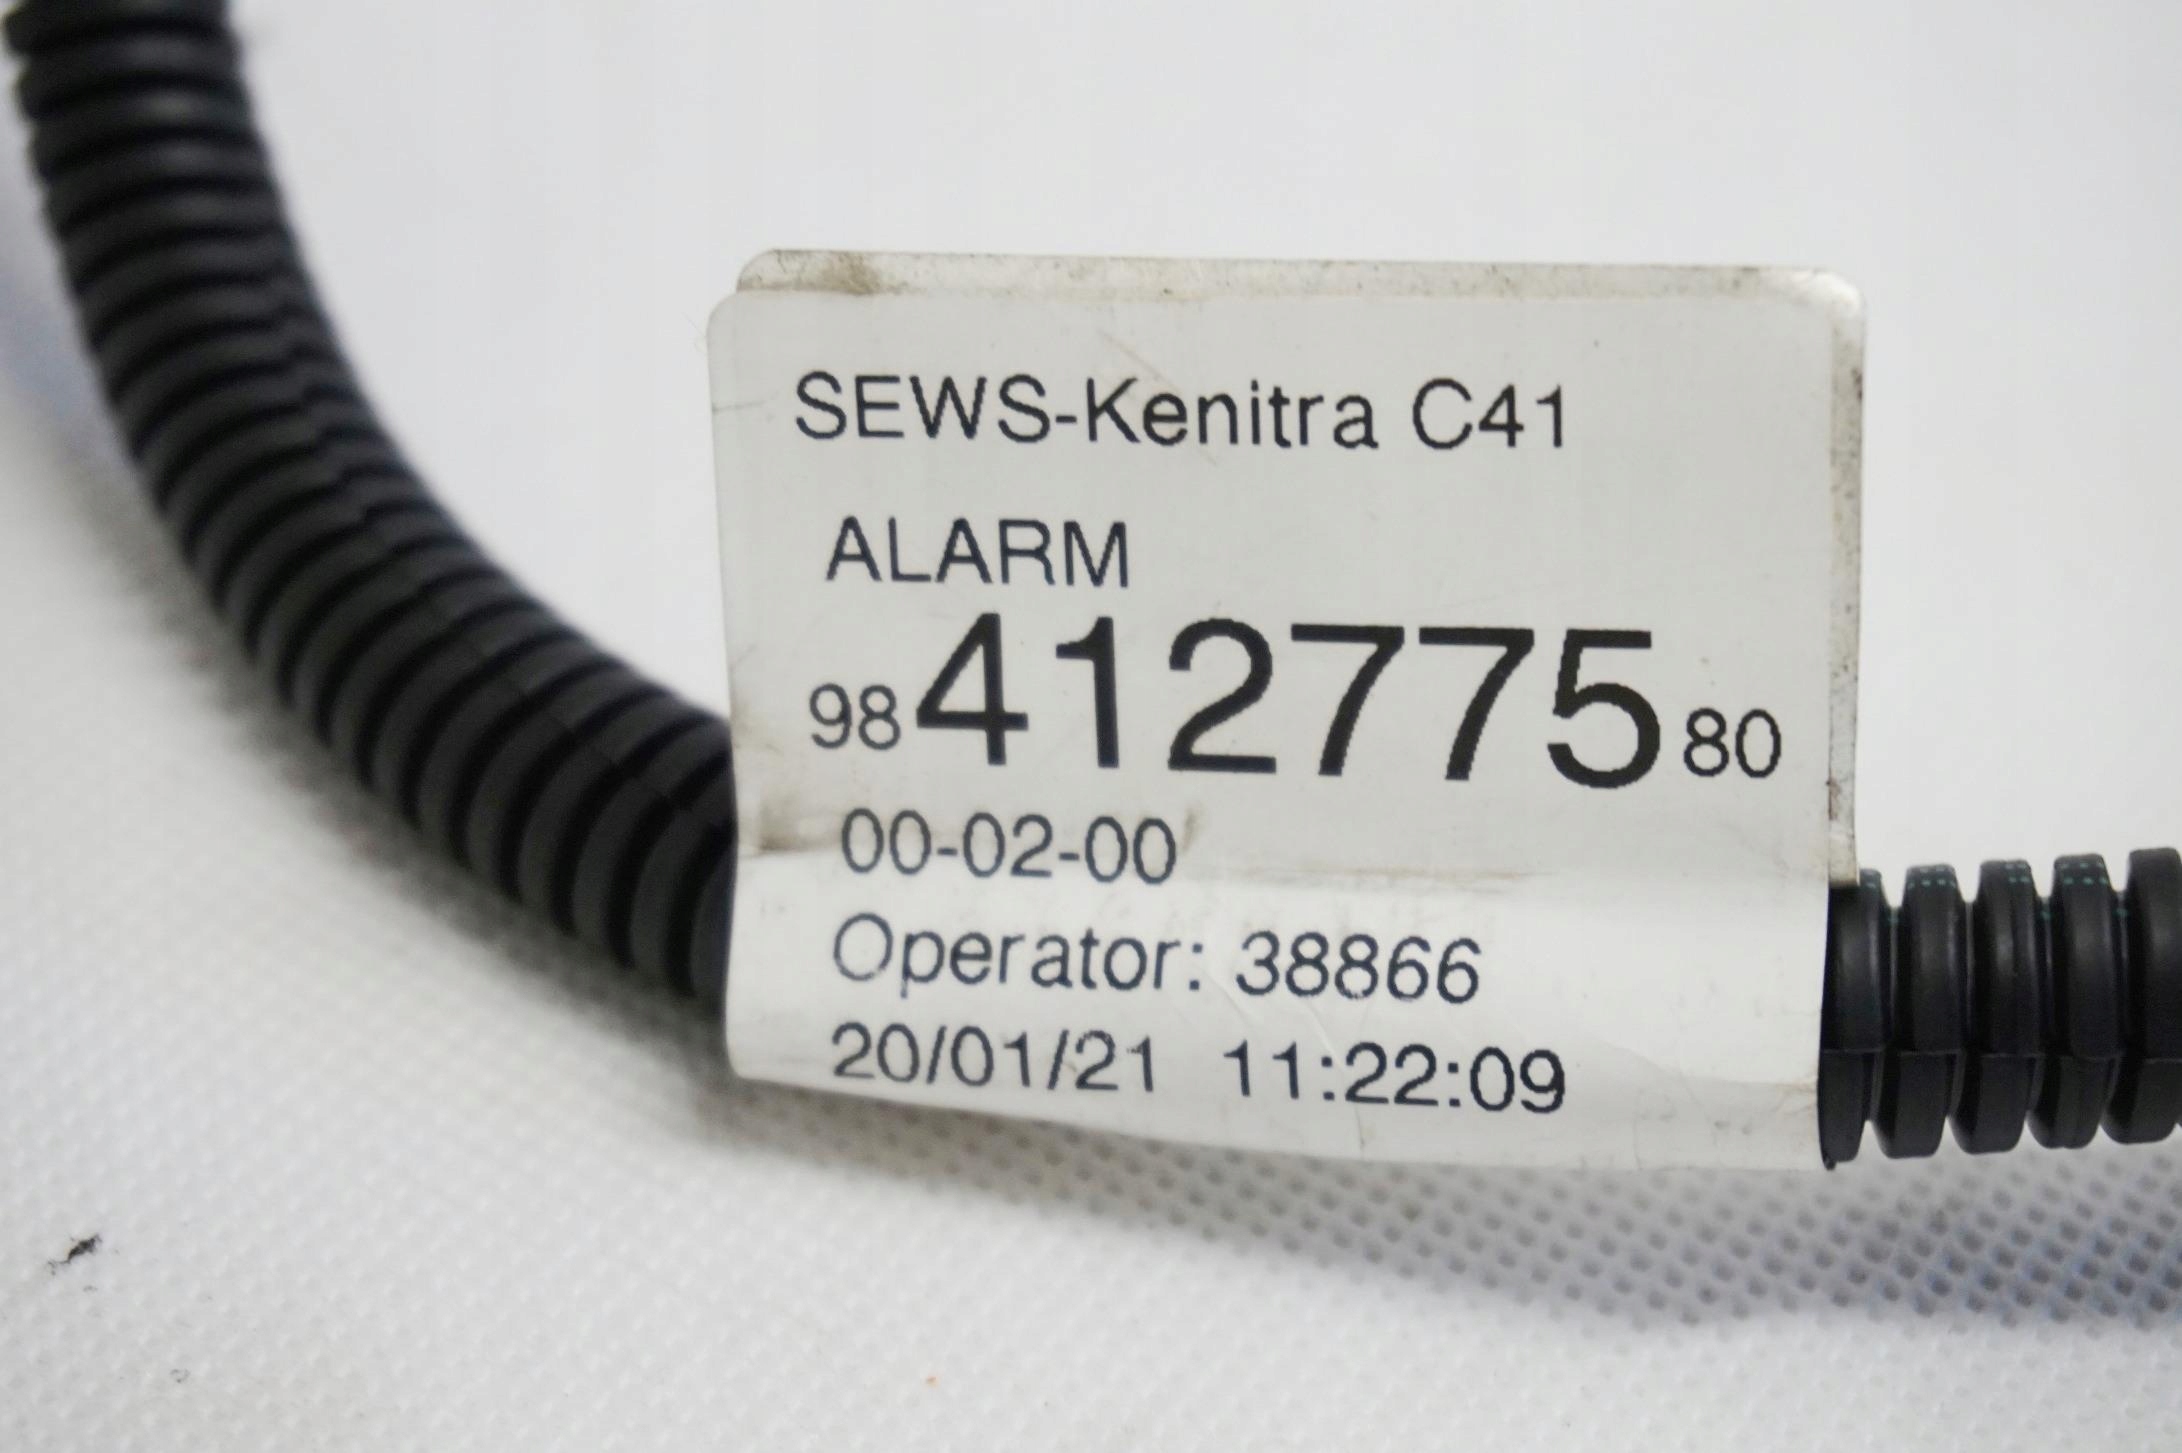 SEWS-Kenitra C41
ALARM
98 412775 80
00-02-00
Operator: 38866
20/01/21 11:22:09